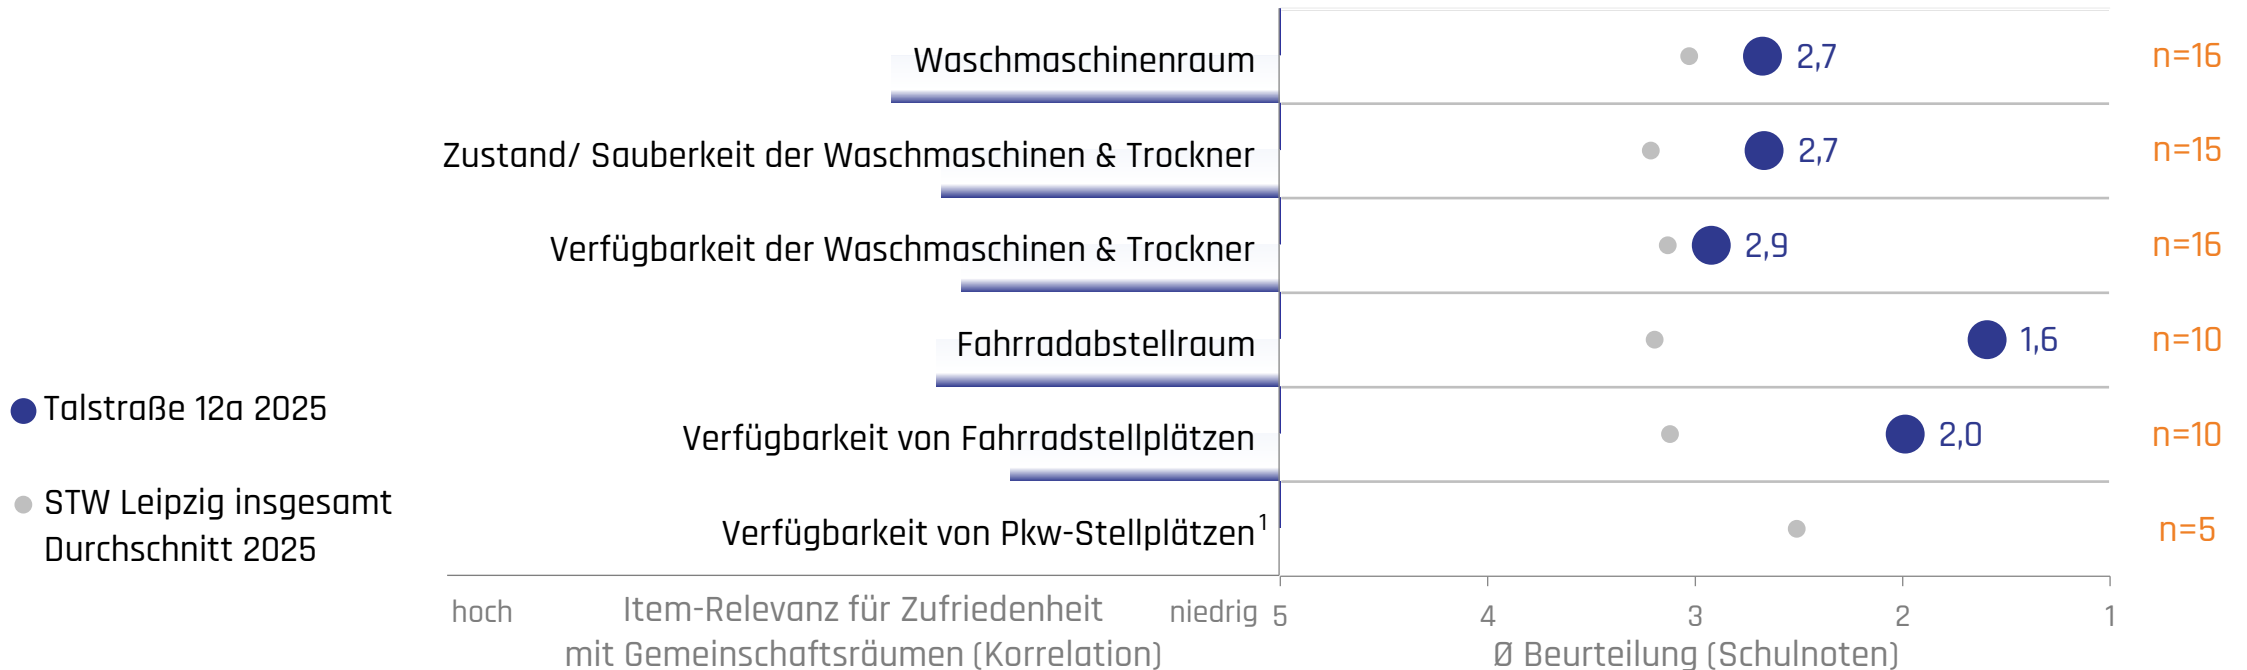 Waschmaschinenraum 2,7 n=16
Zustand/ Sauberkeit der Waschmaschinen & Trockner 2,7 n=15
Verfügbarkeit der Waschmaschinen & Trockner 2,9 n=16
Fahrradabstellraum 1,6 n=10
Verfügbarkeit von Fahrradstellplätzen 2,0 n=10
Verfügbarkeit von Pkw-Stellplätzen¹ n=5
Talstraße 12a 2025
STW Leipzig insgesamt
Durchschnitt 2025
hoch Item-Relevanz für Zufriedenheit niedrig
mit Gemeinschaftsräumen (Korrelation)
5 4 3 2 1
Ø Beurteilung (Schulnoten)